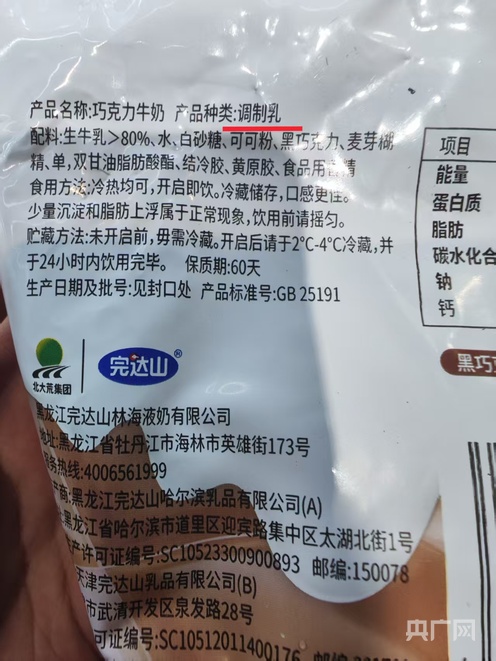 产品名称:巧克力牛奶 产品种类:调制乳
配料:生牛乳>80%、水、白砂糖、可可粉、黑巧克力、麦芽糊
精、单,双甘油脂肪酸酯、结冷胶、黄原胶、食品用香精
食用方法:冷热均可,开启即饮。冷藏储存,口感更佳。
少量沉淀和脂肪上浮属于正常现象,饮用前请摇匀。
贮藏方法:未开启前,毋需冷藏。开启后请于2°C-4°C冷藏,并
于24小时内饮用完毕。 保质期:60天
生产日期及批号:见封口处 产品标准号:GB 25191
项目
能量
蛋白质
脂肪
碳水化合
钠
钙
黑巧
北大荒集团
完达山®
黑龙江完达山林海液奶有限公司
地址:黑龙江省牡丹江市海林市英雄街173号
服务热线:4006561999
商:黑龙江完达山哈尔滨乳品有限公司(A)
黑龙江省哈尔滨市道里区迎宾路集中区太湖北街1号
产许可证编号:SC10523300900893 邮编:150078
天津完达山乳品有限公司(B)
市武清开发区泉发路28号
可证编号:SC10512011400176 邮编:
央广网